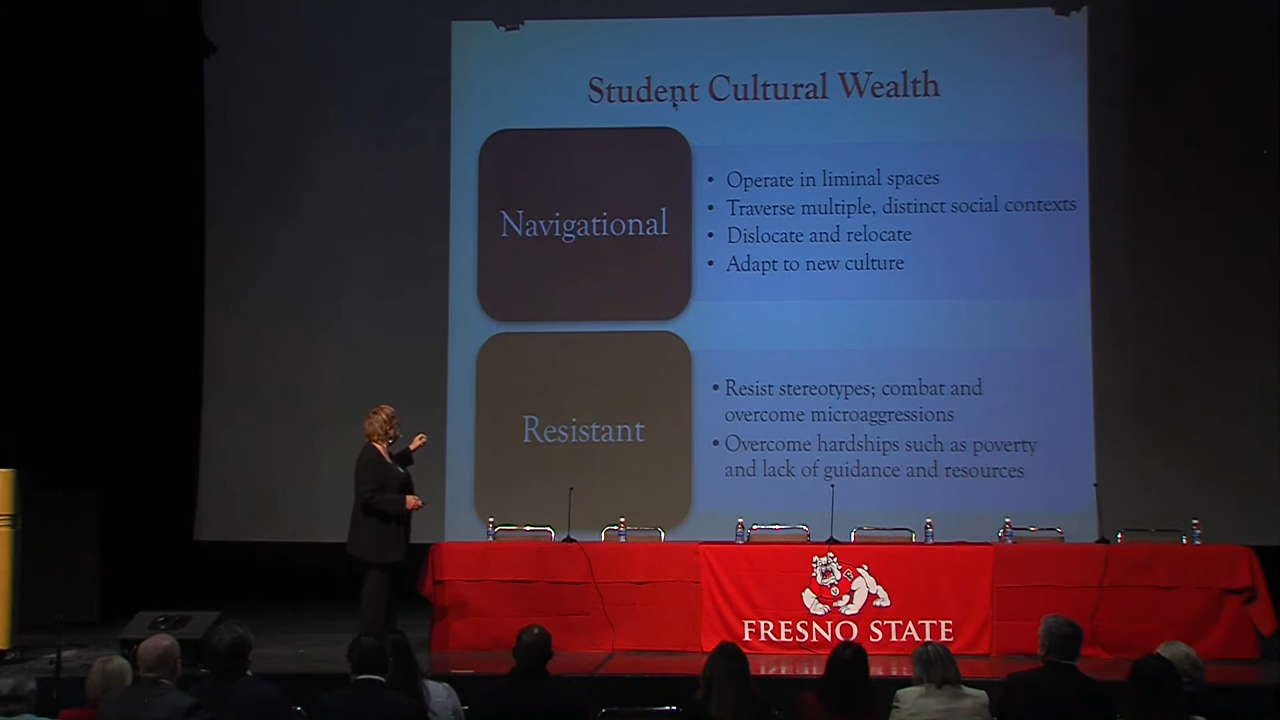 Student Cultural Wealth
Navigational
• Operate in liminal spaces
• Traverse multiple, distinct social contexts
• Dislocate and relocate
• Adapt to new culture
Resistant
• Resist stereotypes; combat and
overcome microaggressions
• Overcome hardships such as poverty
and lack of guidance and resources
FRESNO STATE